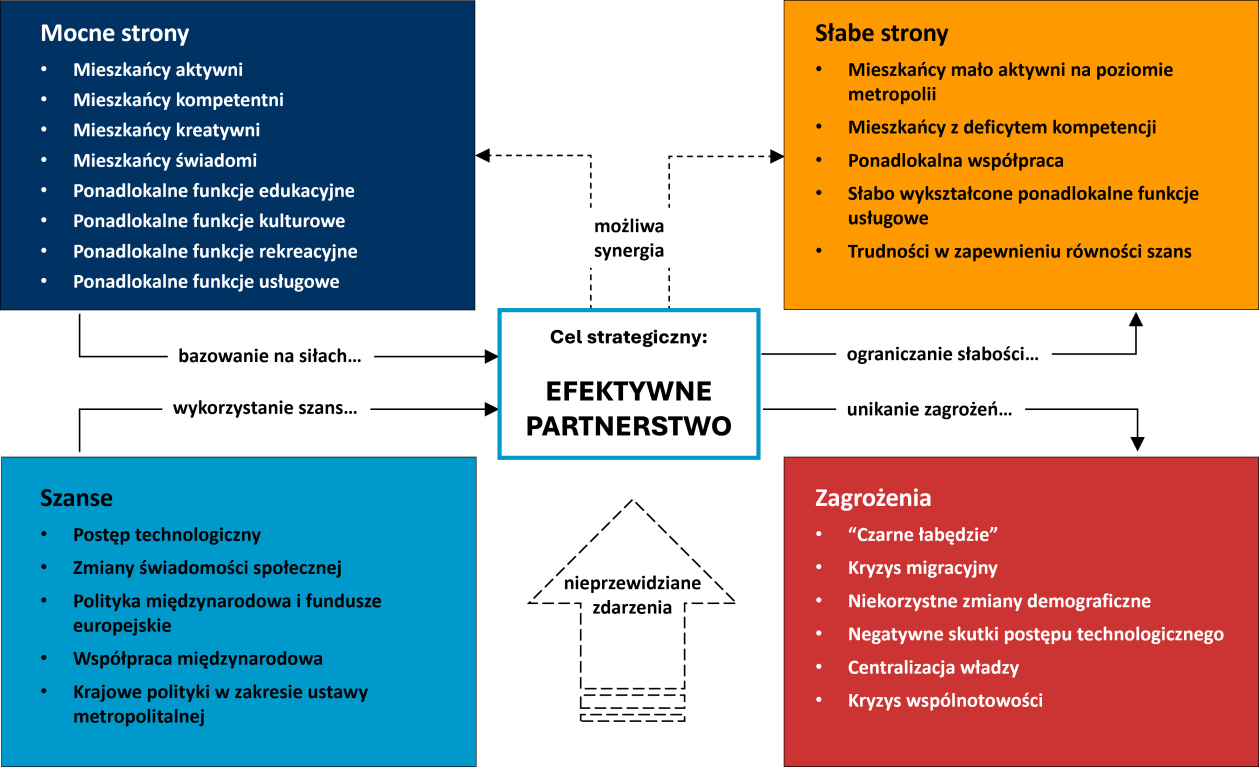 Mocne strony
• Mieszkańcy aktywni
• Mieszkańcy kompetentni
• Mieszkańcy kreatywni
• Mieszkańcy świadomi
• Ponadlokalne funkcje edukacyjne
• Ponadlokalne funkcje kulturowe
• Ponadlokalne funkcje rekreacyjne
• Ponadlokalne funkcje usługowe
Słabe strony
• Mieszkańcy mało aktywni na poziomie
metropolii
• Mieszkańcy z deficytem kompetencji
• Ponadlokalna współpraca
• Słabo wykształcone ponadlokalne funkcje
usługowe
• Trudności w zapewnieniu równości szans
możliwa
synergia
bazowanie na siłach...
wykorzystanie szans...
Cel strategiczny:
EFEKTYWNE
PARTNERSTWO
ograniczanie słabości...
unikanie zagrożeń...
Szanse
• Postęp technologiczny
• Zmiany świadomości społecznej
• Polityka międzynarodowa i fundusze
europejskie
• Współpraca międzynarodowa
• Krajowe polityki w zakresie ustawy
metropolitalnej
nieprzewidziane
zdarzenia
Zagrożenia
• “Czarne łabędzie”
• Kryzys migracyjny
• Niekorzystne zmiany demograficzne
• Negatywne skutki postępu technologicznego
• Centralizacja władzy
• Kryzys wspólnotowości